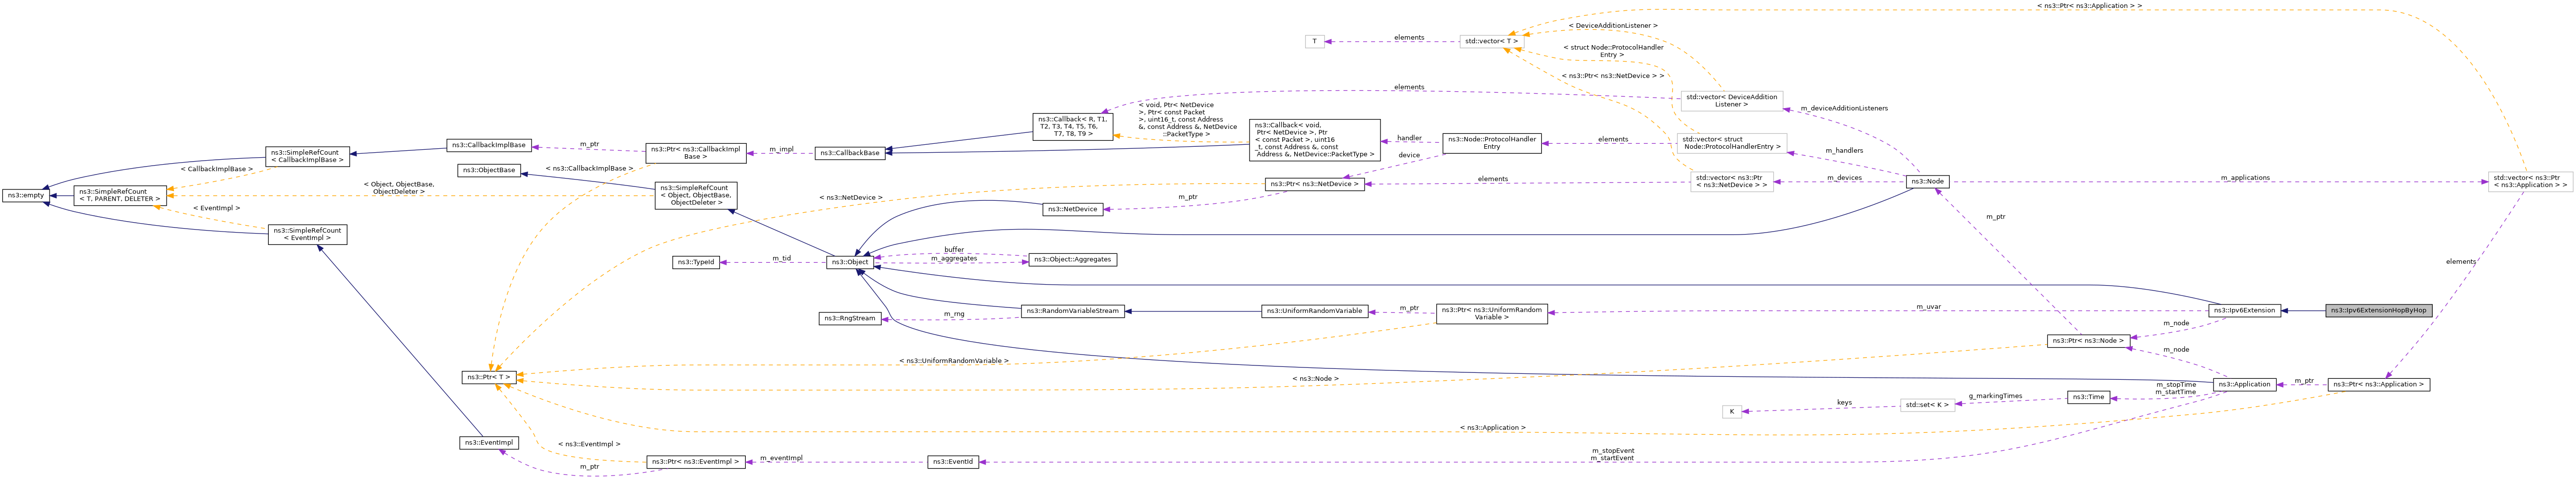 < ns3::Ptr< ns3::Application > >
< DeviceAdditionListener >
T
elements
std::vector< T >
< struct Node::ProtocolHandler
Entry >
< ns3::Ptr< ns3::NetDevice > >
elements
std::vector< DeviceAddition
Listener >
m_deviceAdditionListeners
< void, Ptr< NetDevice
>, Ptr< const Packet
>, uint16_t, const Address
&, const Address &, NetDevice
::PacketType >
ns3::Callback< R, T1,
T2, T3, T4, T5, T6,
T7, T8, T9 >
ns3::Callback< void,
Ptr< NetDevice >, Ptr
< const Packet >, uint16
_t, const Address &, const
Address &, NetDevice::PacketType >
handler
device
ns3::Node::ProtocolHandler
Entry
elements
std::vector< struct
Node::ProtocolHandlerEntry >
m_handlers
ns3::CallbackImplBase
m_ptr
ns3::Ptr< ns3::CallbackImpl
Base >
m_impl
ns3::CallbackBase
ns3::SimpleRefCount
< CallbackImplBase >
< CallbackImplBase >
ns3::ObjectBase
< ns3::CallbackImplBase >
ns3::empty
ns3::SimpleRefCount
< T, PARENT, DELETER >
< Object, ObjectBase,
ObjectDeleter >
ns3::SimpleRefCount
< Object, ObjectBase,
ObjectDeleter >
< ns3::NetDevice >
ns3::Ptr< ns3::NetDevice >
elements
std::vector< ns3::Ptr
< ns3::NetDevice > >
m_devices
ns3::Node
m_applications
std::vector< ns3::Ptr
< ns3::Application > >
< EventImpl >
ns3::NetDevice
m_ptr
m_ptr
ns3::SimpleRefCount
< EventImpl >
ns3::TypeId
m_tid
ns3::Object
buffer
m_aggregates
ns3::Object::Aggregates
elements
ns3::RngStream
m_rng
ns3::RandomVariableStream
ns3::UniformRandomVariable
m_ptr
ns3::Ptr< ns3::UniformRandom
Variable >
m_uvar
ns3::Ipv6Extension
ns3::Ipv6ExtensionHopByHop
m_node
ns3::Ptr< ns3::Node >
m_node
< ns3::UniformRandomVariable >
ns3::Ptr< T >
< ns3::Node >
ns3::Application
m_ptr
ns3::Ptr< ns3::Application >
m_stopTime
m_startTime
ns3::Time
g_markingTimes
std::set< K >
keys
K
< ns3::Application >
ns3::EventImpl
< ns3::EventImpl >
m_ptr
ns3::Ptr< ns3::EventImpl >
m_eventImpl
ns3::EventId
m_stopEvent
m_startEvent